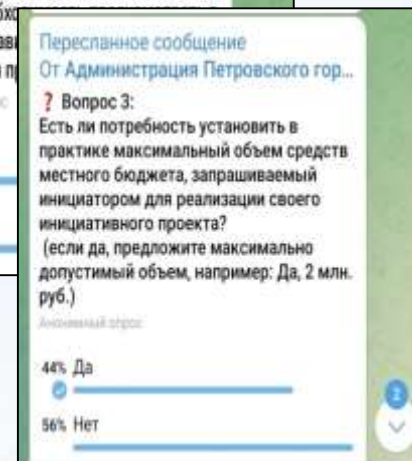 Пересланное сообщение
От Администрация Петровского гор...
? Вопрос 3:
Есть ли потребность установить в
практике максимальный объем средств
местного бюджета, запрашиваемый
инициатором для реализации своего
инициативного проекта?
(если да, предложите максимально
допустимый объем, например: Да, 2 млн.
руб.)
Анонимный опрос
44% Да
56% Нет
2